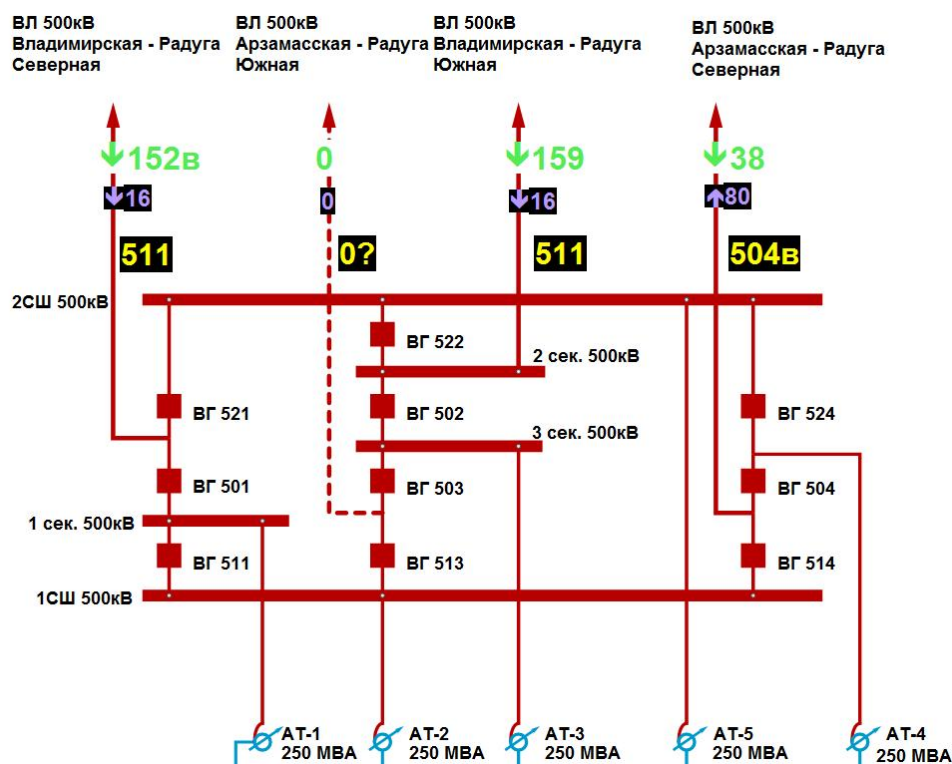 ВЛ 500кВ
Владимирская - Радуга
Северная
ВЛ 500кВ
Арзамасская - Радуга
Южная
ВЛ 500кВ
Владимирская - Радуга
Южная
ВЛ 500кВ
Арзамасская - Радуга
Северная
152в
0
159
38
16
0
16
80
511
0?
511
504в
2СШ 500кВ
ВГ 522
2 сек. 500кВ
ВГ 521
ВГ 502
ВГ 524
3 сек. 500кВ
ВГ 501
ВГ 503
ВГ 504
1 сек. 500кВ
ВГ 511
ВГ 513
ВГ 514
1СШ 500кВ
АТ-1
250 МВА
АТ-2
250 МВА
АТ-3
250 МВА
АТ-5
250 МВА
АТ-4
250 МВА